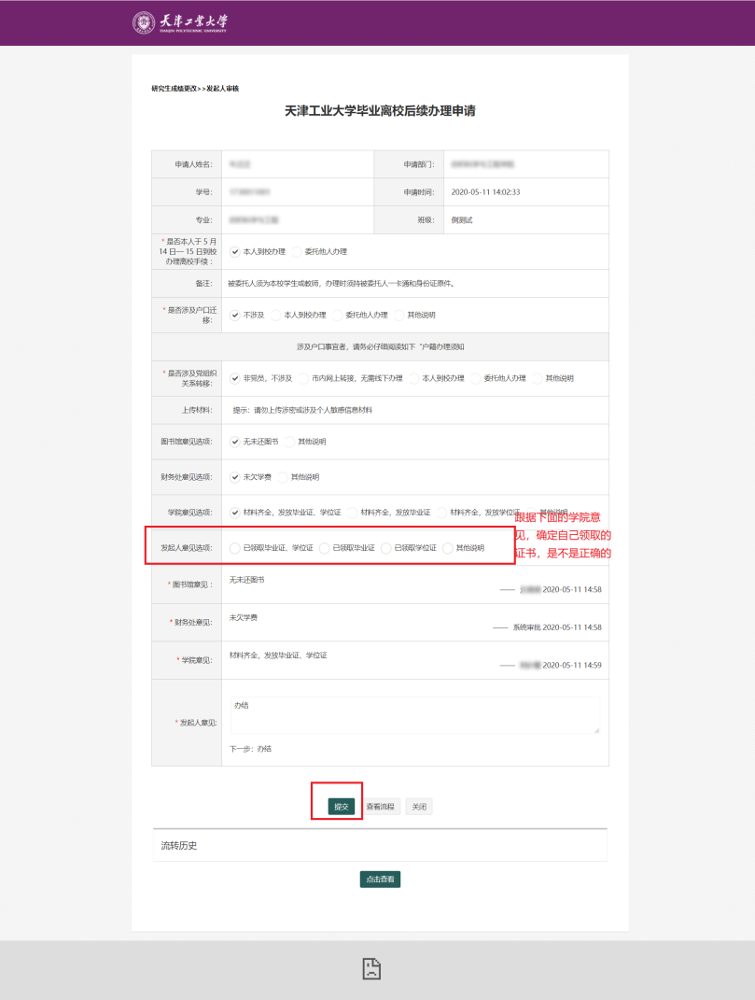 天津工业大学
TIANJIN POLYTECHNIC UNIVERSITY
研究生成绩更改>>发起人审核
天津工业大学毕业离校后续办理申请
申请人姓名: 申请部门:
学号: 申请时间: 2020-05-11 14:02:33
专业: 班级: 侧测试
* 是否本人于 5 月
14 日— 15 日到校
办理离校手续：
本人到校办理 委托他人办理
备注: 被委托人须为本校学生或教师，办理时须持被委托人一卡通和身份证原件。
* 是否涉及户口迁
移:
不涉及 本人到校办理 委托他人办理 其他说明
涉及户口事宜者，请务必仔细阅读如下“户籍办理须知
* 是否涉及党组织
关系转移:
非党员，不涉及 市内网上转接，无需线下办理 本人到校办理 委托他人办理 其他说明
上传材料: 提示：请勿上传涉密或涉及个人敏感信息材料
图书馆意见选项: 无未还图书 其他说明
财务处意见选项: 未欠学费 其他说明
学院意见选项: 材料齐全，发放毕业证、学位证 材料齐全，发放毕业证 材料齐全，发放学位证 其他说明
跟据下面的学院意
见，确定自己领取的
证书，是不是正确的
发起人意见选项: 已领取毕业证、学位证 已领取毕业证 已领取学位证 其他说明
* 图书馆意见： 无未还图书
—— 2020-05-11 14:58
* 财务处意见: 未欠学费
—— 系统审批 2020-05-11 14:58
* 学院意见: 材料齐全，发放毕业证、学位证
—— 2020-05-11 14:59
* 发起人意见: 办结
下一步：办结
提交 查看流程 关闭
流转历史
点击查看